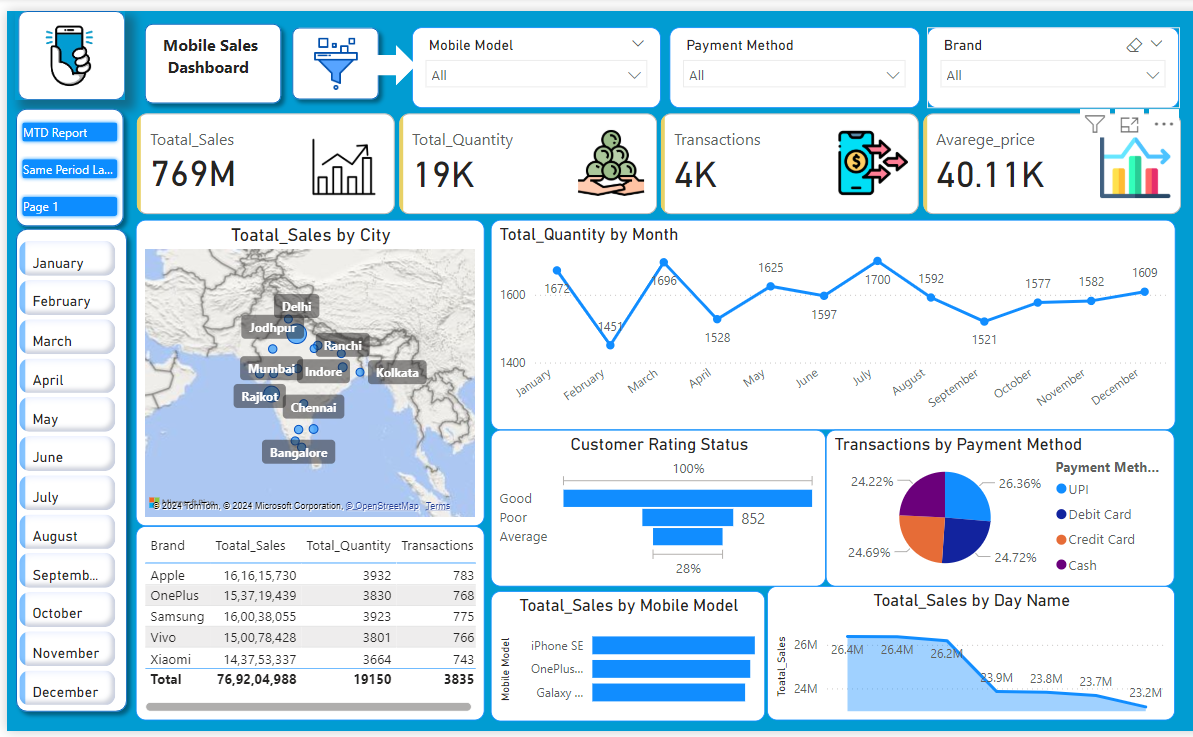 Mobile Sales
Dashboard
Mobile Model
All
Payment Method
All
Brand
All
MTD Report
Same Period La...
Page 1
Toatal_Sales
769M
Total_Quantity
19K
Transactions
4K
Avarege_price
40.11K
January
February
March
April
May
June
July
August
Septemb...
October
November
December
Toatal_Sales by City
Delhi
Jodhpur
Ranchi
Mumbai
Indore
Kolkata
Rajkot
Chennai
Bangalore
© 2024 TomTom, © 2024 Microsoft Corporation, © OpenStreetMap Terms
Total_Quantity by Month
1600
1400
1672
1451
1696
1528
1625
1597
1700
1592
1521
1577
1582
1609
January
February
March
April
May
June
July
August
September
October
November
December
Customer Rating Status
100%
Good
Poor
852
Average
28%
Transactions by Payment Method
24.22%
26.36%
24.69%
24.72%
Payment Meth...
UPI
Debit Card
Credit Card
Cash
Brand Toatal_Sales Total_Quantity Transactions
Apple 16,16,15,730 3932 783
OnePlus 15,37,19,439 3830 768
Samsung 16,00,38,055 3923 775
Vivo 15,00,78,428 3801 766
Xiaomi 14,37,53,337 3664 743
Total 76,92,04,988 19150 3835
Toatal_Sales by Mobile Model
Mobile Model
iPhone SE
OnePlus...
Galaxy ...
Toatal_Sales by Day Name
Toatal_Sales
26M
24M
26.4M
26.4M
26.2M
23.9M
23.8M
23.7M
23.2M